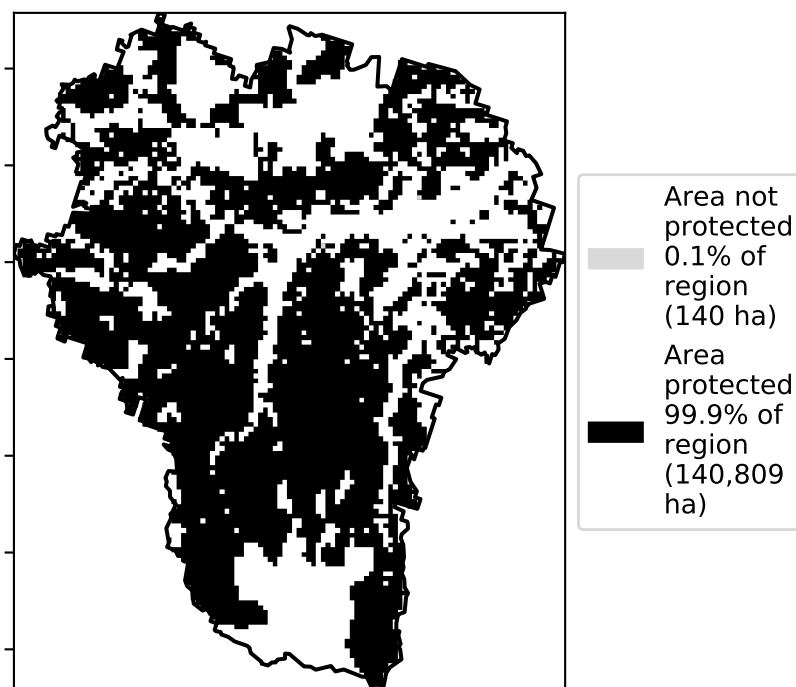 Area not
protected
0.1% of
region
(140 ha)
Area
protected
99.9% of
region
(140,809
ha)